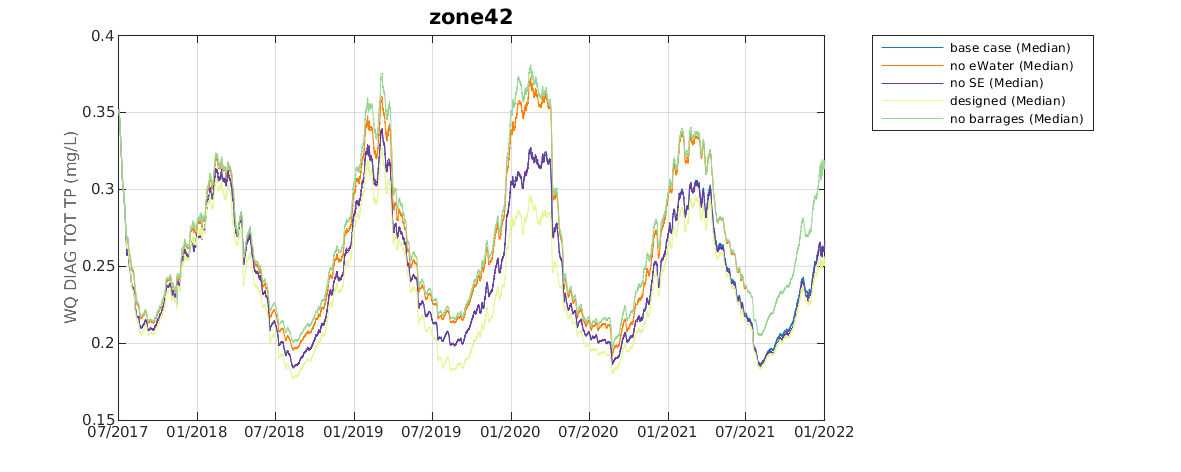 zone42
WQ DIAG TOT TP (mg/L)
0.4
0.35
0.3
0.25
0.2
0.15
07/2017 01/2018 07/2018 01/2019 07/2019 01/2020 07/2020 01/2021 07/2021 01/2022
base case (Median)
no eWater (Median)
no SE (Median)
designed (Median)
no barrages (Median)